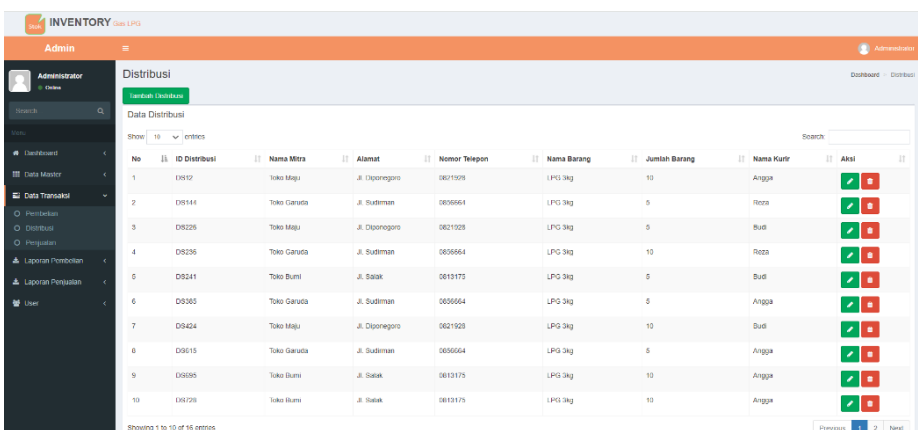 INVENTORY Gas LPG
Admin
Administrator
Administrator
Online
Search
Menu
Dashboard
Data Master
Data Transaksi
Pembelian
Distribusi
Penjualan
Laporan Pembelian
Laporan Penjualan
User
Distribusi
Dashboard > Distribusi
Tambah Distribusi
Data Distribusi
Show 10 entries
Search:
No ID Distribusi Nama Mitra Alamat Nomor Telepon Nama Barang Jumlah Barang Nama Kurir Aksi
1 DS12 Toko Maju Jl. Diponegoro 0821928 LPG 3kg 10 Angga
2 DS144 Toko Garuda Jl. Sudirman 0856664 LPG 3kg 5 Reza
3 DS226 Toko Maju Jl. Diponegoro 0821928 LPG 3kg 5 Budi
4 DS236 Toko Garuda Jl. Sudirman 0856664 LPG 3kg 10 Reza
5 DS241 Toko Bumi Jl. Salak 0813175 LPG 3kg 5 Budi
6 DS385 Toko Garuda Jl. Sudirman 0856664 LPG 3kg 5 Angga
7 DS424 Toko Maju Jl. Diponegoro 0821928 LPG 3kg 10 Budi
8 DS615 Toko Garuda Jl. Sudirman 0856664 LPG 3kg 5 Angga
9 DS695 Toko Bumi Jl. Salak 0813175 LPG 3kg 10 Angga
10 DS728 Toko Bumi Jl. Salak 0813175 LPG 3kg 10 Angga
Showing 1 to 10 of 16 entries
Previous 1 2 Next